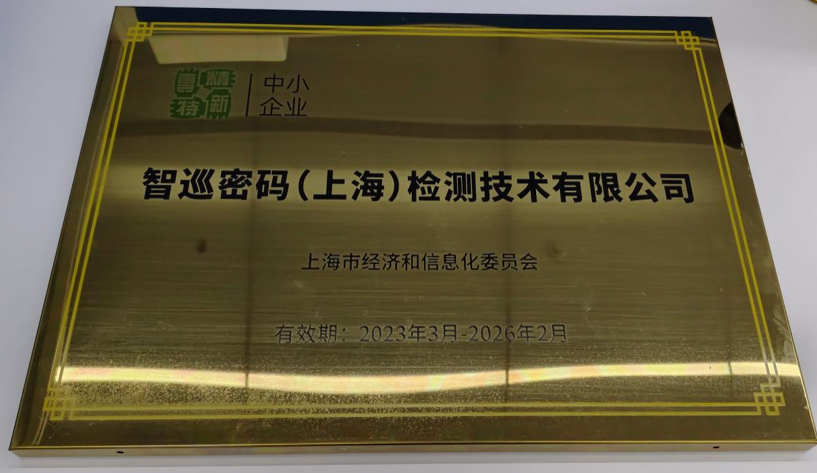 專精
特新
中小
企业
智巡密码（上海）检测技术有限公司
上海市经济和信息化委员会
有效期：2023年3月-2026年2月